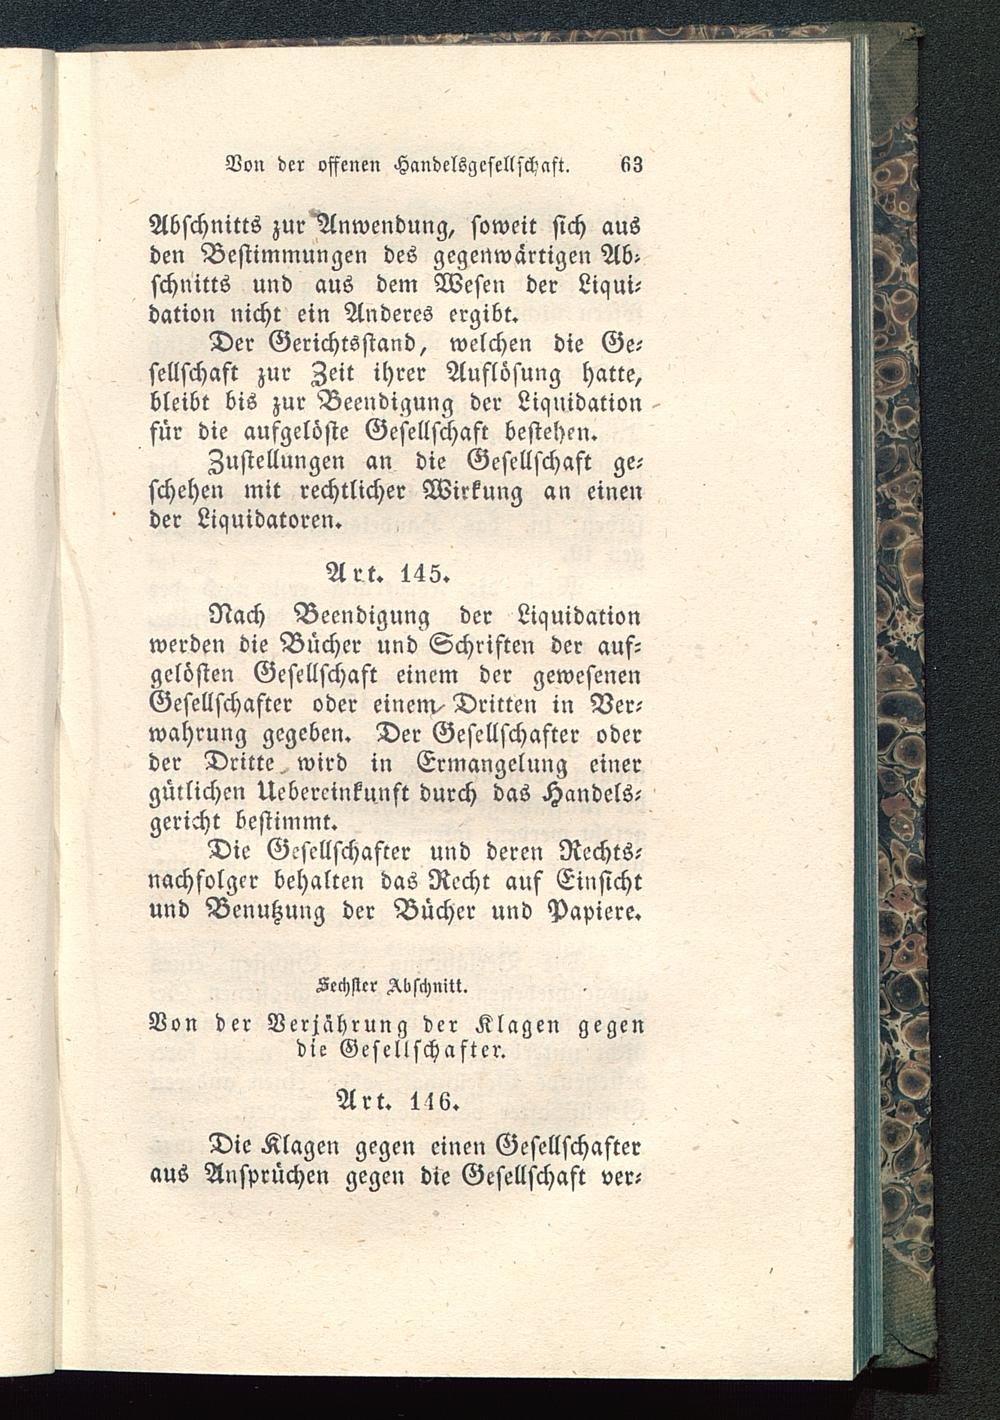 Von der offenen Handelsgesellschaft. 63
Abschnitts zur Anwendung, soweit sich aus
den Bestimmungen des gegenwärtigen Ab-
schnitts und aus dem Wesen der Liqui-
dation nicht ein Anderes ergibt.
Der Gerichtsstand, welchen die Ge-
sellschaft zur Zeit ihrer Auflösung hatte,
bleibt bis zur Beendigung der Liquidation
für die aufgelöste Gesellschaft bestehen.
Zustellungen an die Gesellschaft ge-
schehen mit rechtlicher Wirkung an einen
der Liquidatoren.
Art. 145.
Nach Beendigung der Liquidation
werden die Bücher und Schriften der auf-
gelösten Gesellschaft einem der gewesenen
Gesellschafter oder einem Dritten in Ver-
wahrung gegeben. Der Gesellschafter oder
der Dritte wird in Ermangelung einer
gütlichen Uebereinkunft durch das Handels-
gericht bestimmt.
Die Gesellschafter und deren Rechts-
nachfolger behalten das Recht auf Einsicht
und Benutzung der Bücher und Papiere.
Sechster Abschnitt.
Von der Verjährung der Klagen gegen
die Gesellschafter.
Art. 146.
Die Klagen gegen einen Gesellschafter
aus Ansprüchen gegen die Gesellschaft ver-